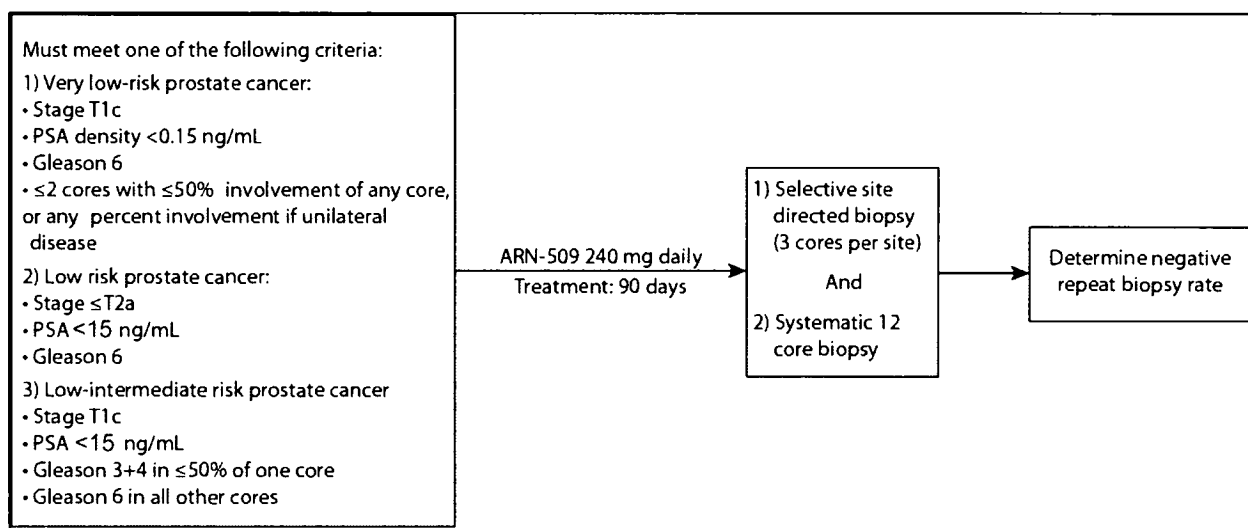 Must meet one of the following criteria:
1) Very low-risk prostate cancer:
• Stage T1c
• PSA density <0.15 ng/mL
• Gleason 6
• ≤2 cores with ≤50% involvement of any core,
or any percent involvement if unilateral
disease
2) Low risk prostate cancer:
• Stage ≤T2a
• PSA<15 ng/mL
• Gleason 6
3) Low-intermediate risk prostate cancer
• Stage T1c
• PSA <15 ng/mL
• Gleason 3+4 in ≤50% of one core
• Gleason 6 in all other cores
ARN-509 240 mg daily
Treatment: 90 days
1) Selective site
directed biopsy
(3 cores per site)
And
2) Systematic 12
core biopsy
Determine negative
repeat biopsy rate